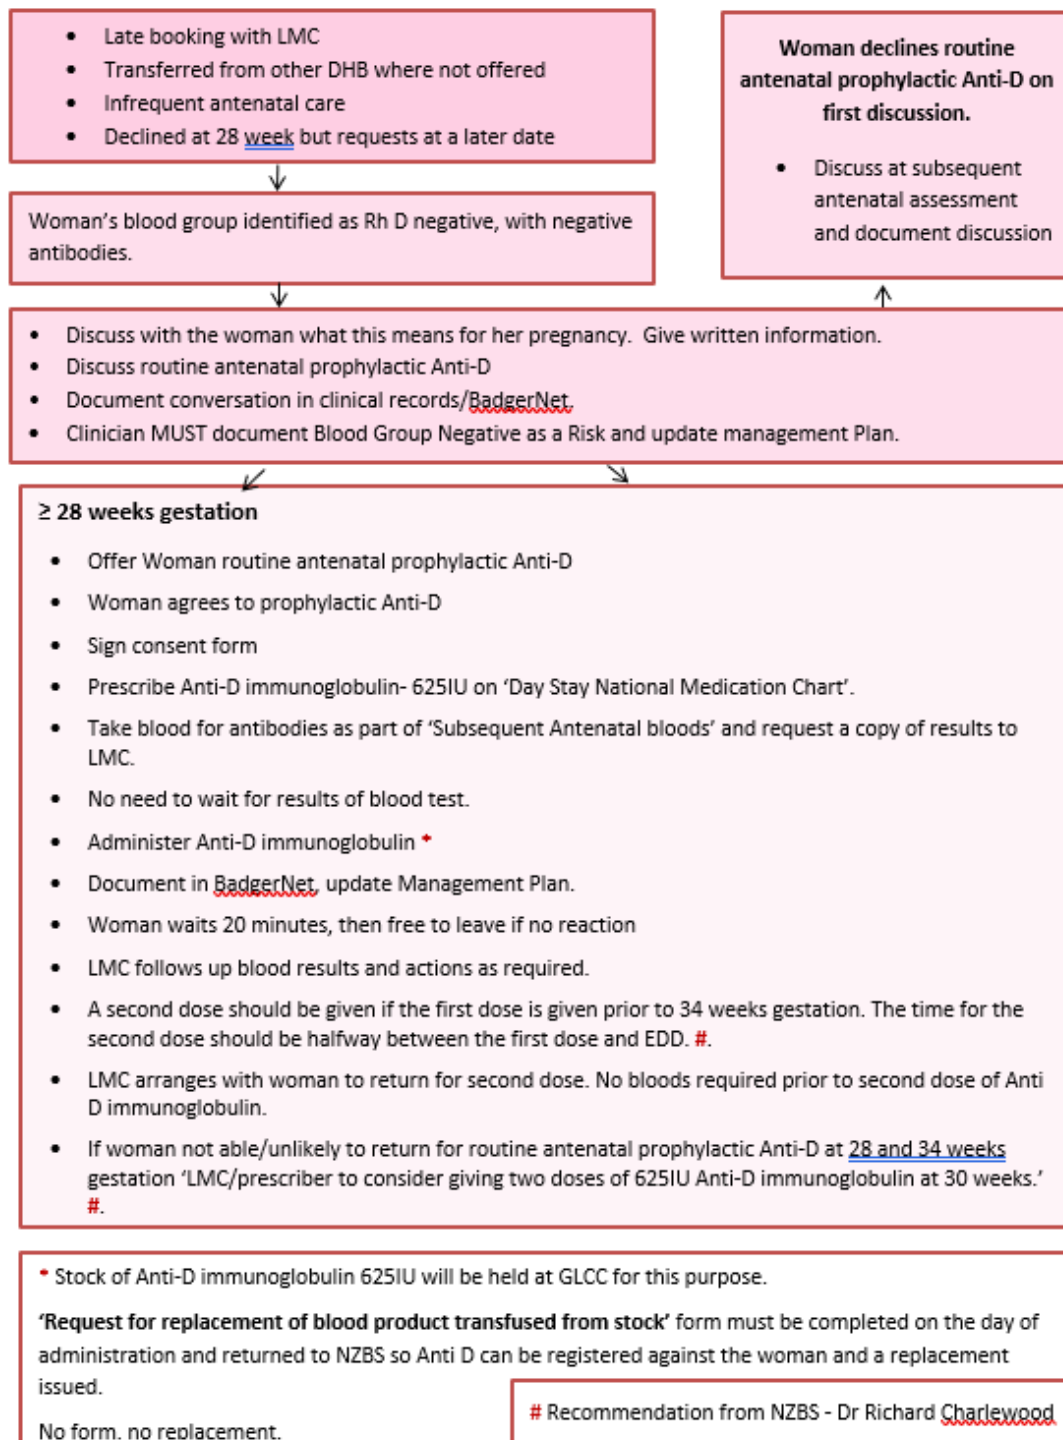 • Late booking with LMC
• Transferred from other DHB where not offered
• Infrequent antenatal care
• Declined at 28 week but requests at a later date
Woman declines routine
antenatal prophylactic Anti-D on
first discussion.
• Discuss at subsequent
antenatal assessment
and document discussion
Woman's blood group identified as Rh D negative, with negative
antibodies.
• Discuss with the woman what this means for her pregnancy.  Give written information.
• Discuss routine antenatal prophylactic Anti-D
• Document conversation in clinical records/BadgerNet.
• Clinician MUST document Blood Group Negative as a Risk and update management Plan.
≥ 28 weeks gestation
• Offer Woman routine antenatal prophylactic Anti-D
• Woman agrees to prophylactic Anti-D
• Sign consent form
• Prescribe Anti-D immunoglobulin- 625IU on 'Day Stay National Medication Chart'.
• Take blood for antibodies as part of 'Subsequent Antenatal bloods' and request a copy of results to
LMC.
• No need to wait for results of blood test.
• Administer Anti-D immunoglobulin *
• Document in BadgerNet, update Management Plan.
• Woman waits 20 minutes, then free to leave if no reaction
• LMC follows up blood results and actions as required.
• A second dose should be given if the first dose is given prior to 34 weeks gestation. The time for the
second dose should be halfway between the first dose and EDD. #.
• LMC arranges with woman to return for second dose. No bloods required prior to second dose of Anti
D immunoglobulin.
• If woman not able/unlikely to return for routine antenatal prophylactic Anti-D at 28 and 34 weeks
gestation 'LMC/prescriber to consider giving two doses of 625IU Anti-D immunoglobulin at 30 weeks.'
#.
* Stock of Anti-D immunoglobulin 625IU will be held at GLCC for this purpose.
'Request for replacement of blood product transfused from stock' form must be completed on the day of
administration and returned to NZBS so Anti D can be registered against the woman and a replacement
issued.
No form, no replacement.
# Recommendation from NZBS - Dr Richard Charlewood